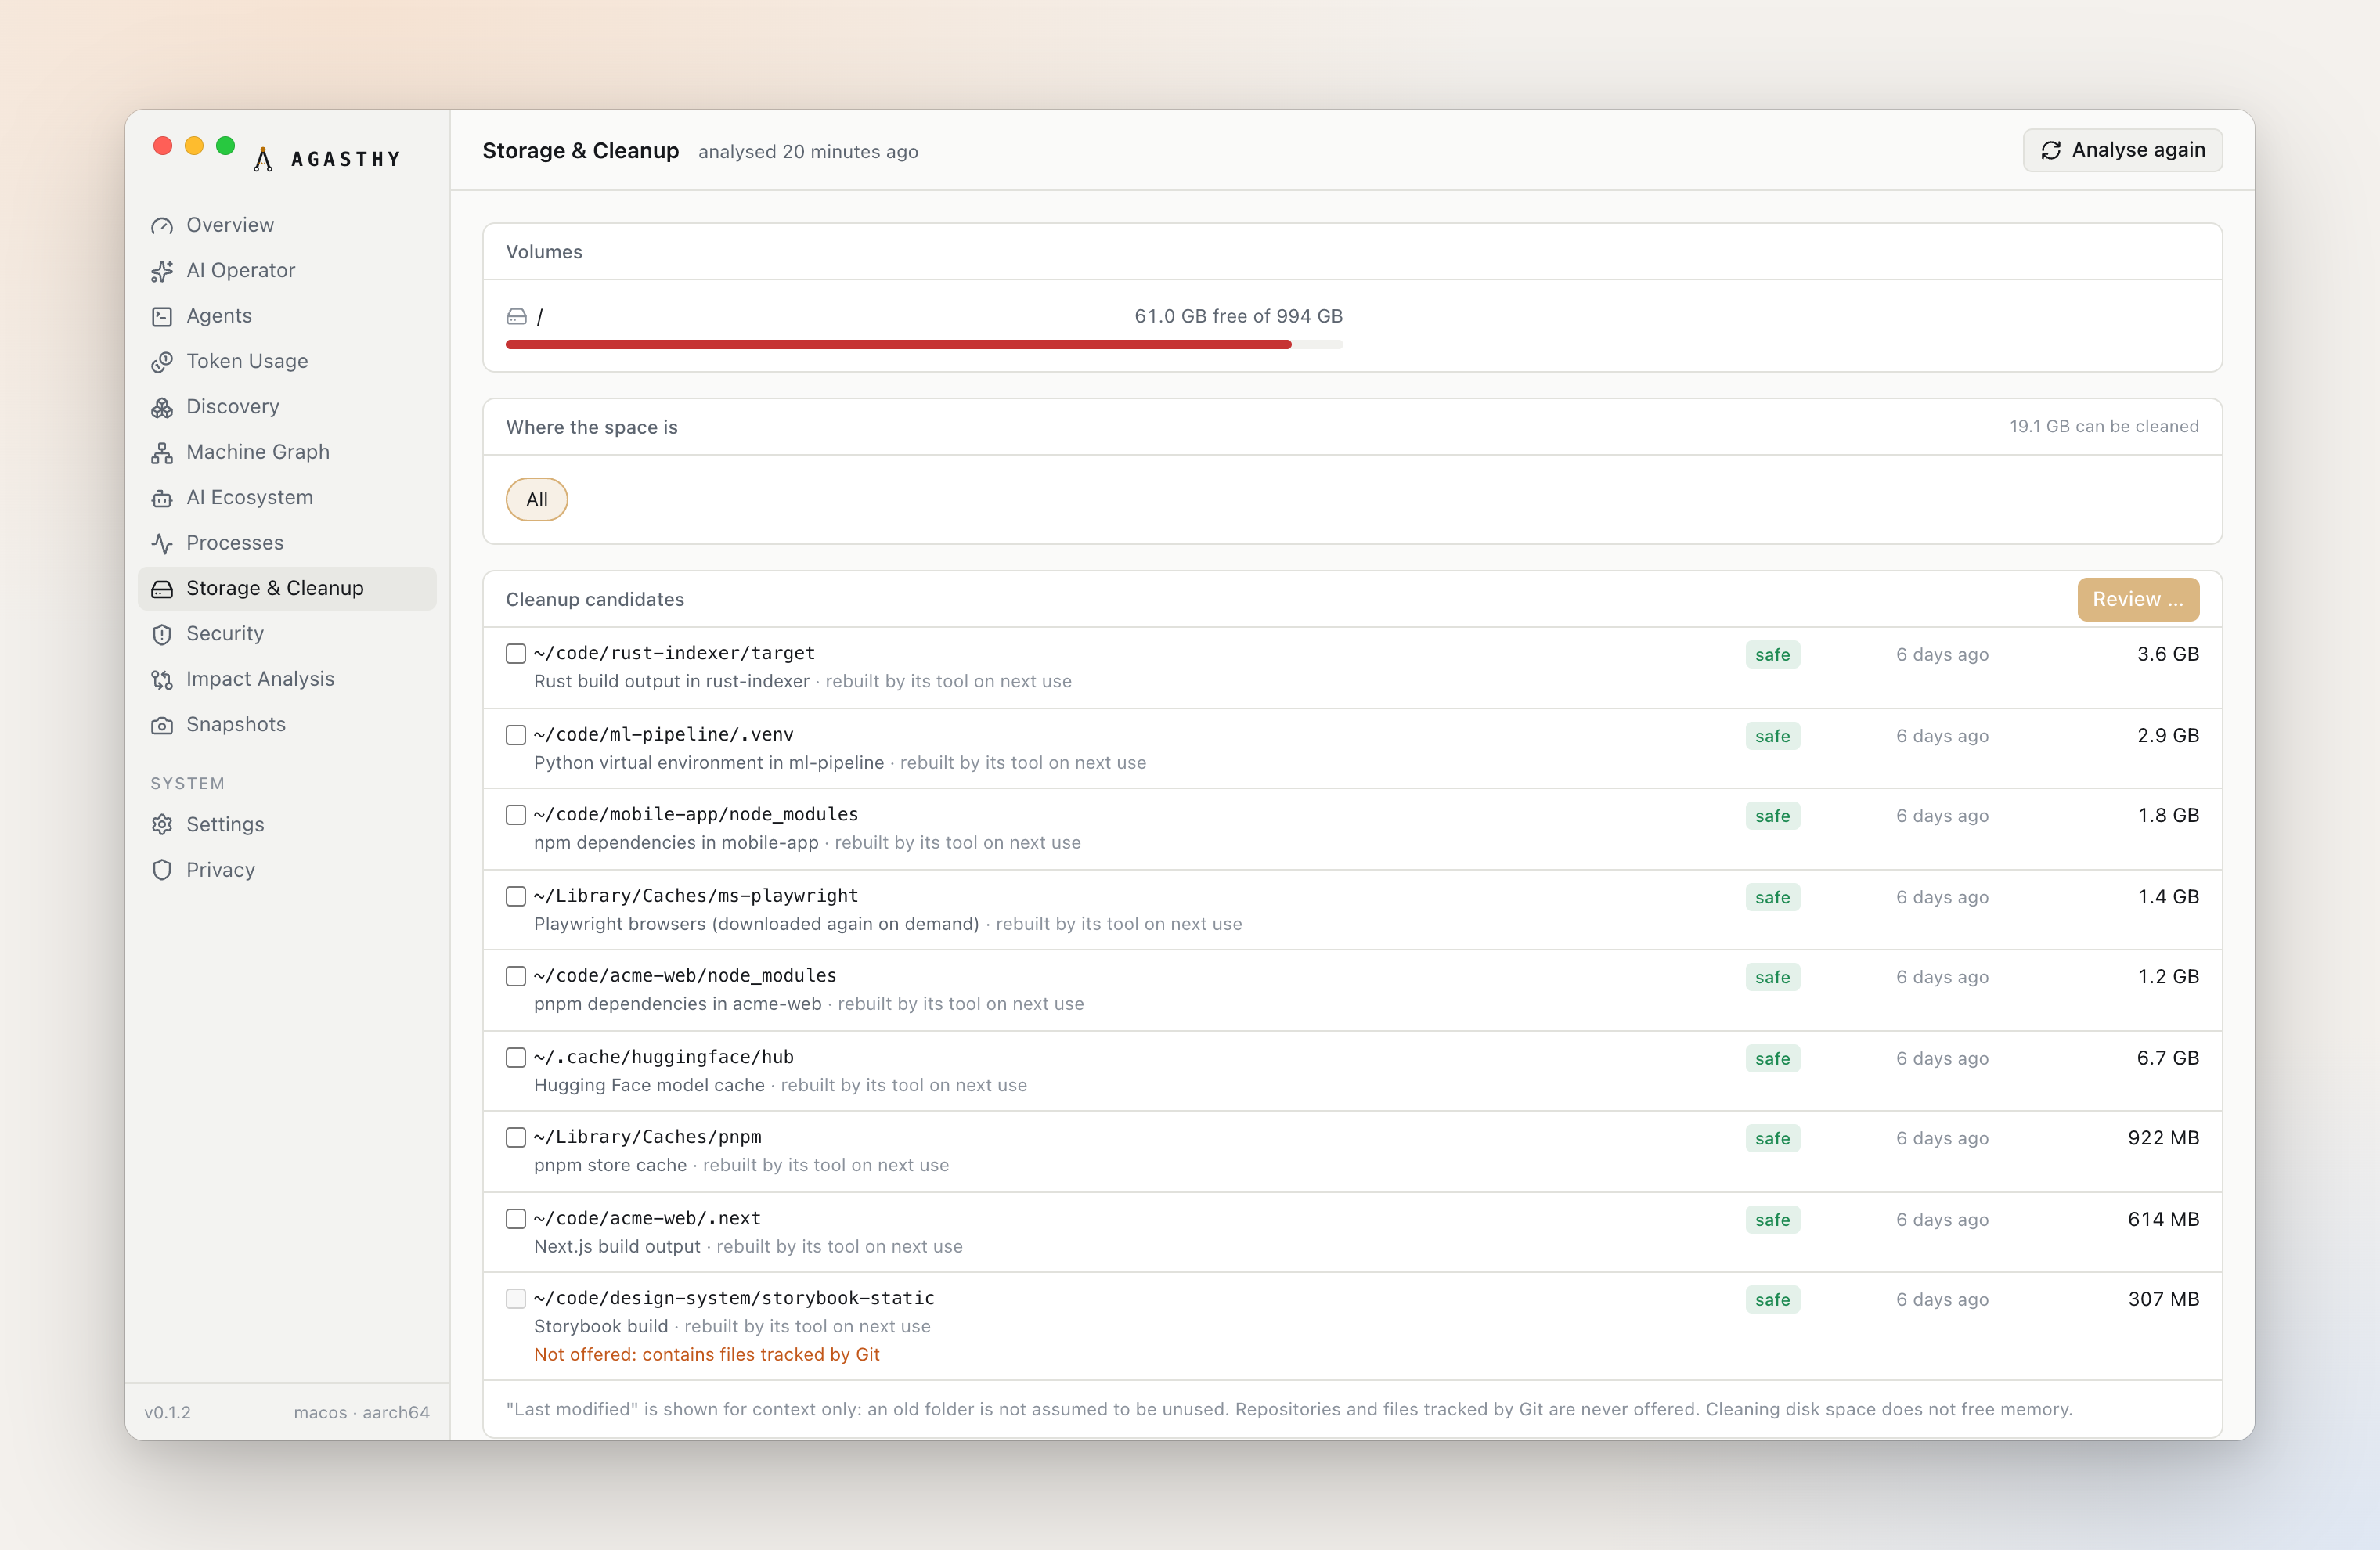 AGASTHY
Overview
AI Operator
Agents
Token Usage
Discovery
Machine Graph
AI Ecosystem
Processes
Storage & Cleanup
Security
Impact Analysis
Snapshots
SYSTEM
Settings
Privacy
v0.1.2 macos · aarch64
Storage & Cleanup analysed 20 minutes ago Analyse again
Volumes
/ 61.0 GB free of 994 GB
Where the space is 19.1 GB can be cleaned
All
Cleanup candidates Review ...
~/code/rust-indexer/target safe 6 days ago 3.6 GB
Rust build output in rust-indexer · rebuilt by its tool on next use
~/code/ml-pipeline/.venv safe 6 days ago 2.9 GB
Python virtual environment in ml-pipeline · rebuilt by its tool on next use
~/code/mobile-app/node_modules safe 6 days ago 1.8 GB
npm dependencies in mobile-app · rebuilt by its tool on next use
~/Library/Caches/ms-playwright safe 6 days ago 1.4 GB
Playwright browsers (downloaded again on demand) · rebuilt by its tool on next use
~/code/acme-web/node_modules safe 6 days ago 1.2 GB
pnpm dependencies in acme-web · rebuilt by its tool on next use
~/.cache/huggingface/hub safe 6 days ago 6.7 GB
Hugging Face model cache · rebuilt by its tool on next use
~/Library/Caches/pnpm safe 6 days ago 922 MB
pnpm store cache · rebuilt by its tool on next use
~/code/acme-web/.next safe 6 days ago 614 MB
Next.js build output · rebuilt by its tool on next use
~/code/design-system/storybook-static safe 6 days ago 307 MB
Storybook build · rebuilt by its tool on next use
Not offered: contains files tracked by Git
"Last modified" is shown for context only: an old folder is not assumed to be unused. Repositories and files tracked by Git are never offered. Cleaning disk space does not free memory.